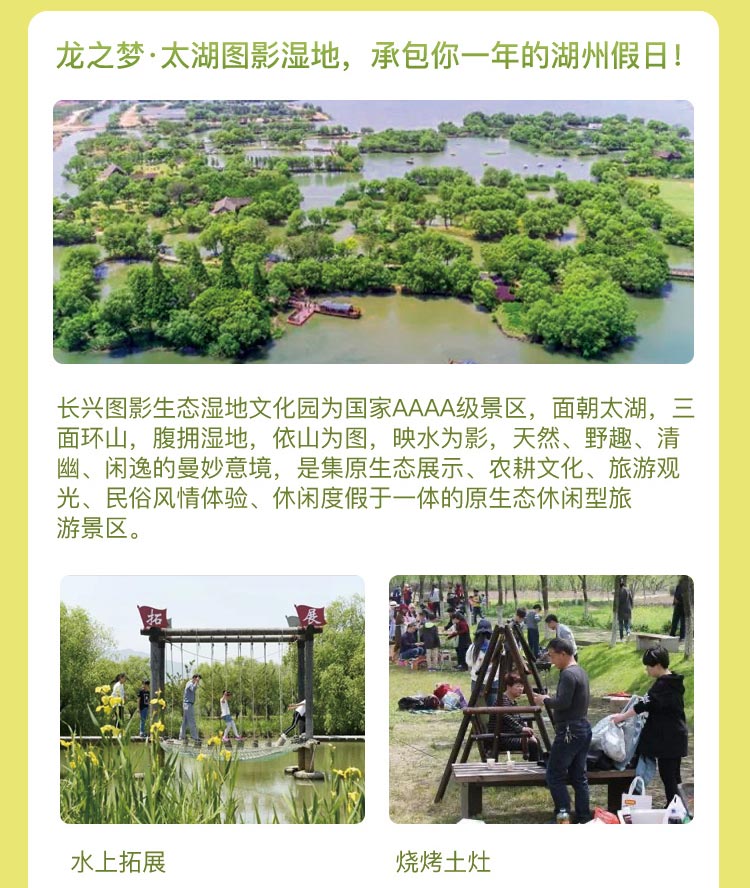 龙之梦·太湖图影湿地，承包你一年的湖州假日！
长兴图影生态湿地文化园为国家AAAA级景区，面朝太湖，三
面环山，腹拥湿地，依山为图，映水为影，天然、野趣、清
幽、闲逸的曼妙意境，是集原生态展示、农耕文化、旅游观
光、民俗风情体验、休闲度假于一体的原生态休闲型旅
游景区。
拓 展
水上拓展 烧烤土灶